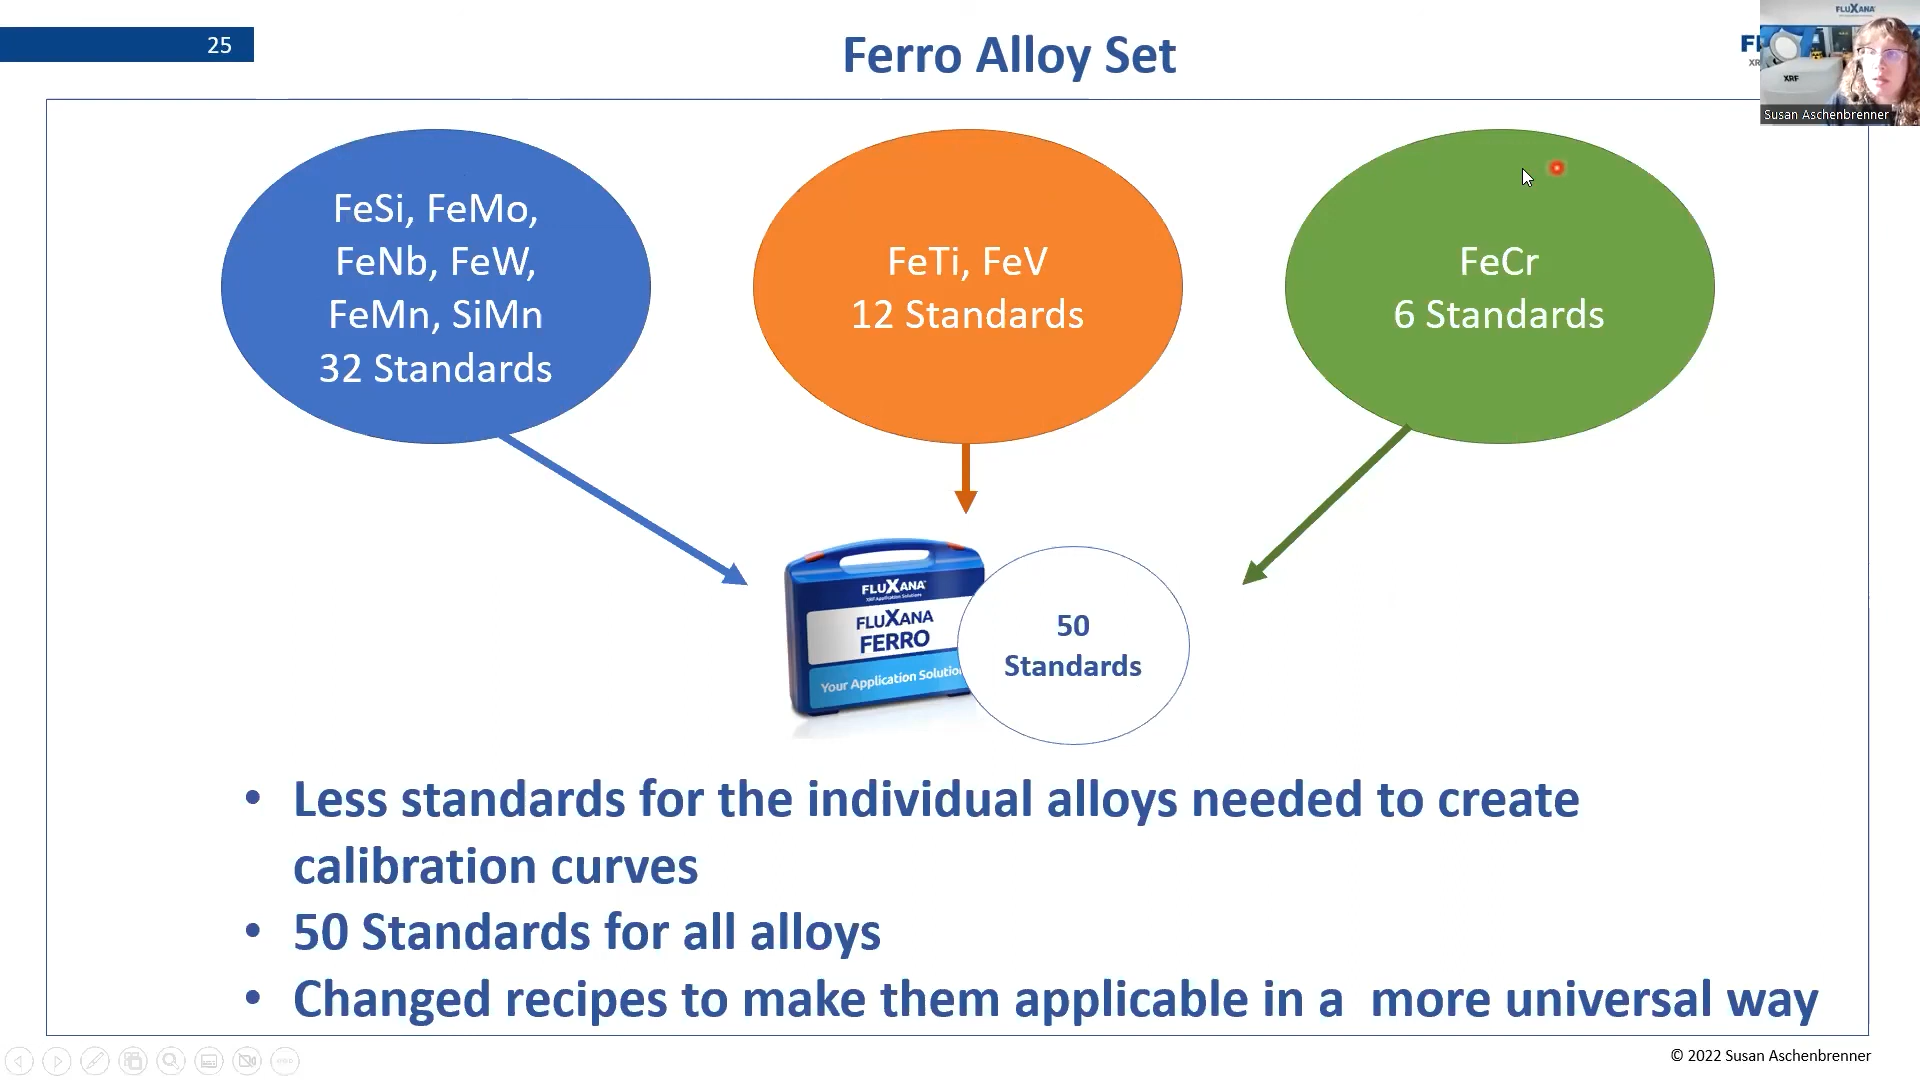 25
Ferro Alloy Set
FLUXANA
XRF
Susan Aschenbrenner
FeSi, FeMo,
FeNb, FeW,
FeMn, SiMn
32 Standards
FeTi, FeV
12 Standards
FeCr
6 Standards
FLUXANA
XRF Application Solutions
FLUXANA
FERRO
Your Application
50
Standards
• Less standards for the individual alloys needed to create
calibration curves
• 50 Standards for all alloys
• Changed recipes to make them applicable in a  more universal way
© 2022 Susan Aschenbrenner